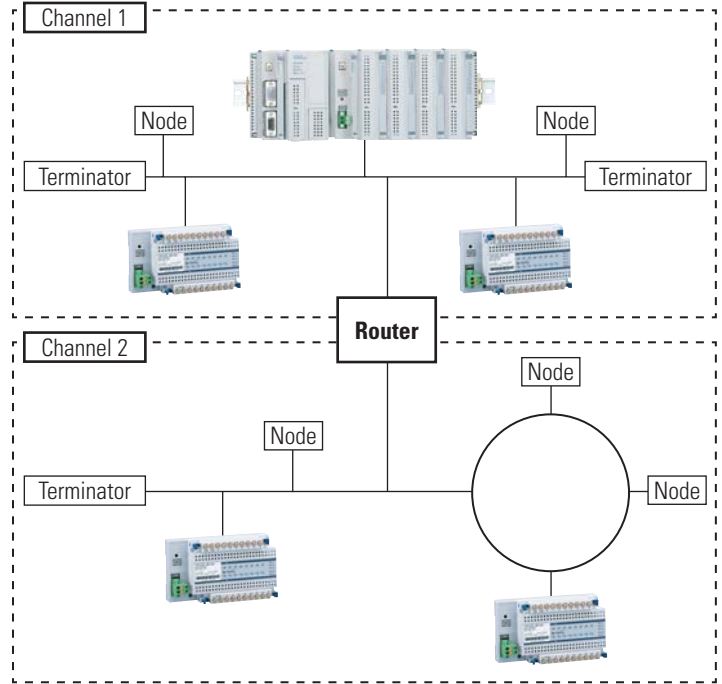 Channel 1
Node
Node
Terminator
Terminator
Router
Channel 2
Node
Node
Terminator
Node